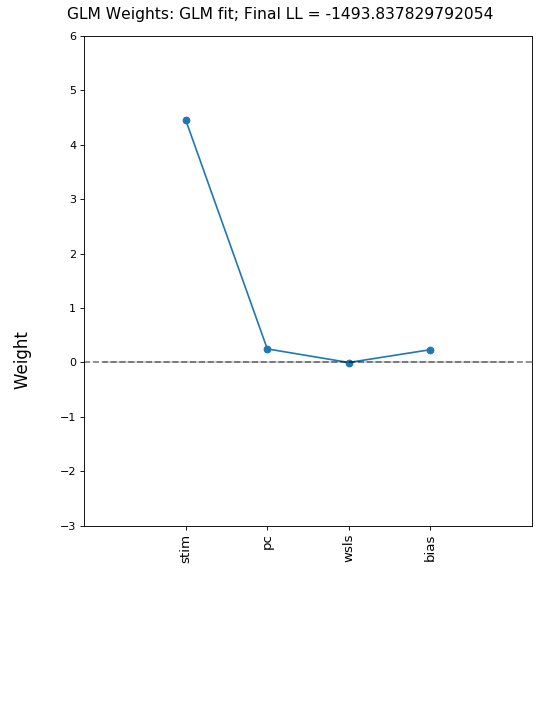 GLM Weights: GLM fit; Final LL = -1493.837829792054
6
5
4
3
2
1
0
−1
−2
−3
Weight
stim
pc
wsls
bias